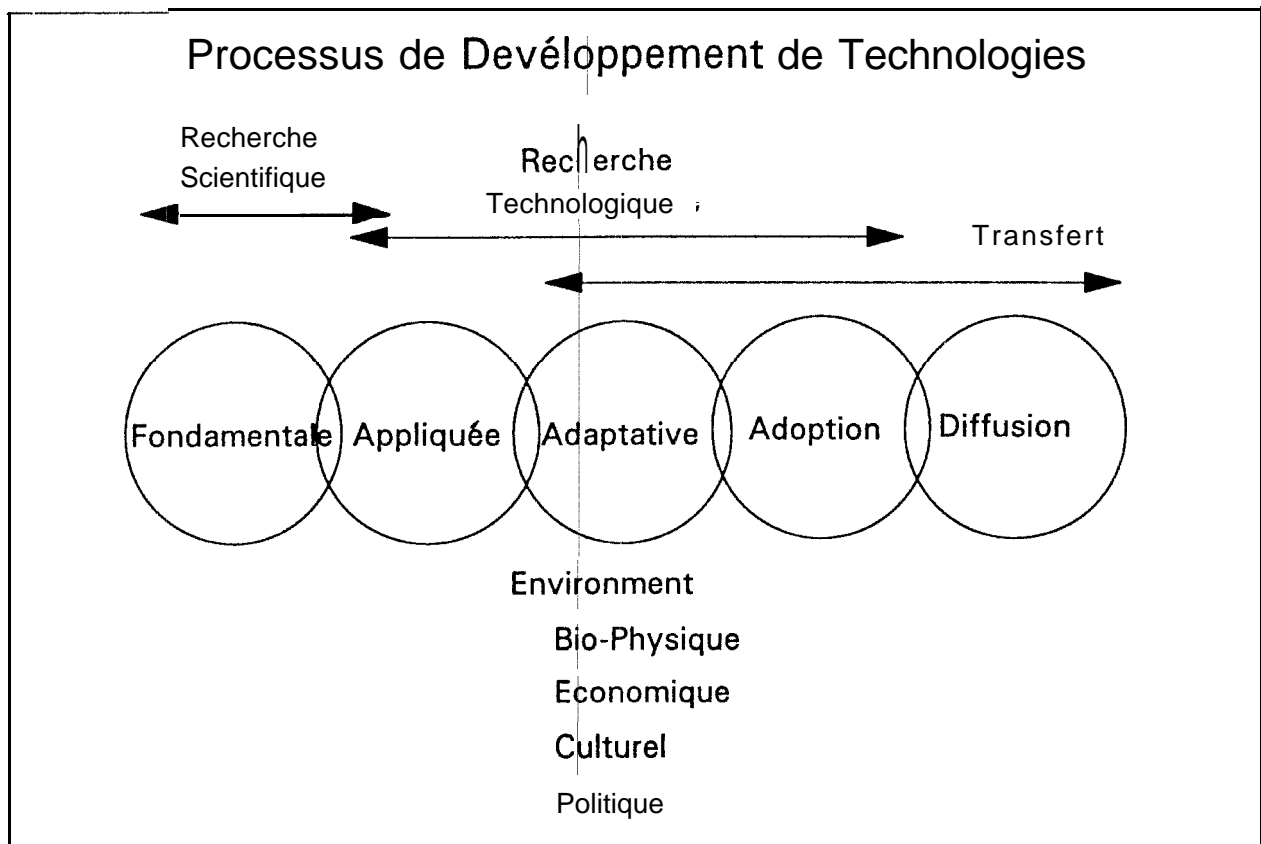 Processus de Devéloppement de Technologies
Recherche
Scientifique
Recherche
Technologique
Transfert
Fondamentale
Appliquée
Adaptative
Adoption
Diffusion
Environment
Bio-Physique
Economique
Culturel
Politique